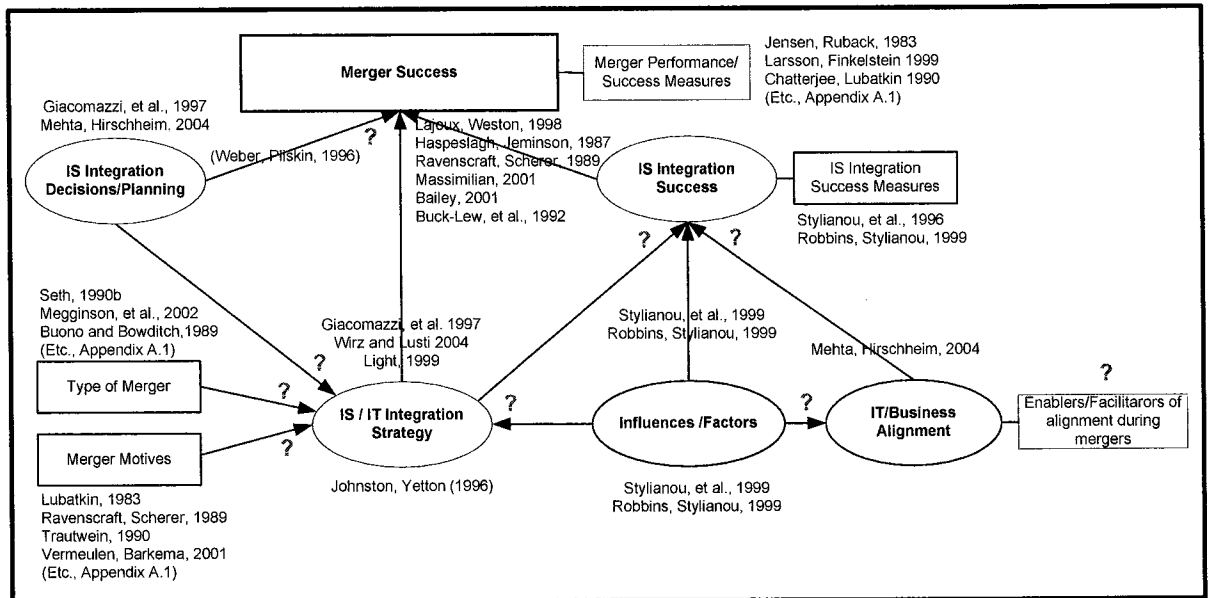 Merger Success
Merger Performance/
Success Measures
Jensen, Ruback, 1983
Larsson, Finkelstein 1999
Chatterjee, Lubatkin 1990
(Etc., Appendix A.1)
Giacomazzi, et al., 1997
Mehta, Hirschheim. 2004
IS Integration
Decisions/Planning
(Weber, Pliskin, 1996)
?
Lajoux, Weston, 1998
Haspeslagh, Jeminson, 1987
Ravenscraft, Scherer, 1989
Massimilian, 2001
Bailey, 2001
Buck-Lew, et al., 1992
IS Integration
Success
IS Integration
Success Measures
Stylianou, et al., 1996
Robbins, Stylianou, 1999
?
?
Seth, 1990b
Megginson, et al., 2002
Buono and Bowditch,1989
(Etc., Appendix A.1)
Giacomazzi, et al. 1997
Wirz and Lusti 2004
Light, 1999
Stylianou, et al., 1999
Robbins, Stylianou, 1999
Mehta, Hirschheim, 2004
?
?
Type of Merger
?
IS / IT Integration
Strategy
?
Influences /Factors
?
IT/Business
Alignment
Enablers/Facilitarors of
alignment during
mergers
Merger Motives
?
Johnston, Yetton (1996)
Stylianou, et al., 1999
Robbins, Stylianou, 1999
Lubatkin, 1983
Ravenscraft, Scherer, 1989
Trautwein, 1990
Vermeulen, Barkema, 2001
(Etc., Appendix A.1)